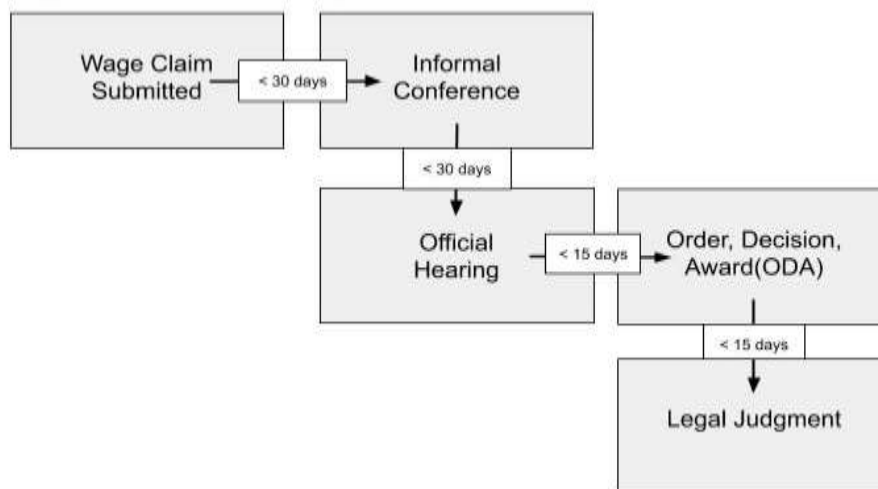 Wage Claim
Submitted
< 30 days
Informal
Conference
< 30 days
Official
Hearing
< 15 days
Order, Decision,
Award(ODA)
< 15 days
Legal Judgment